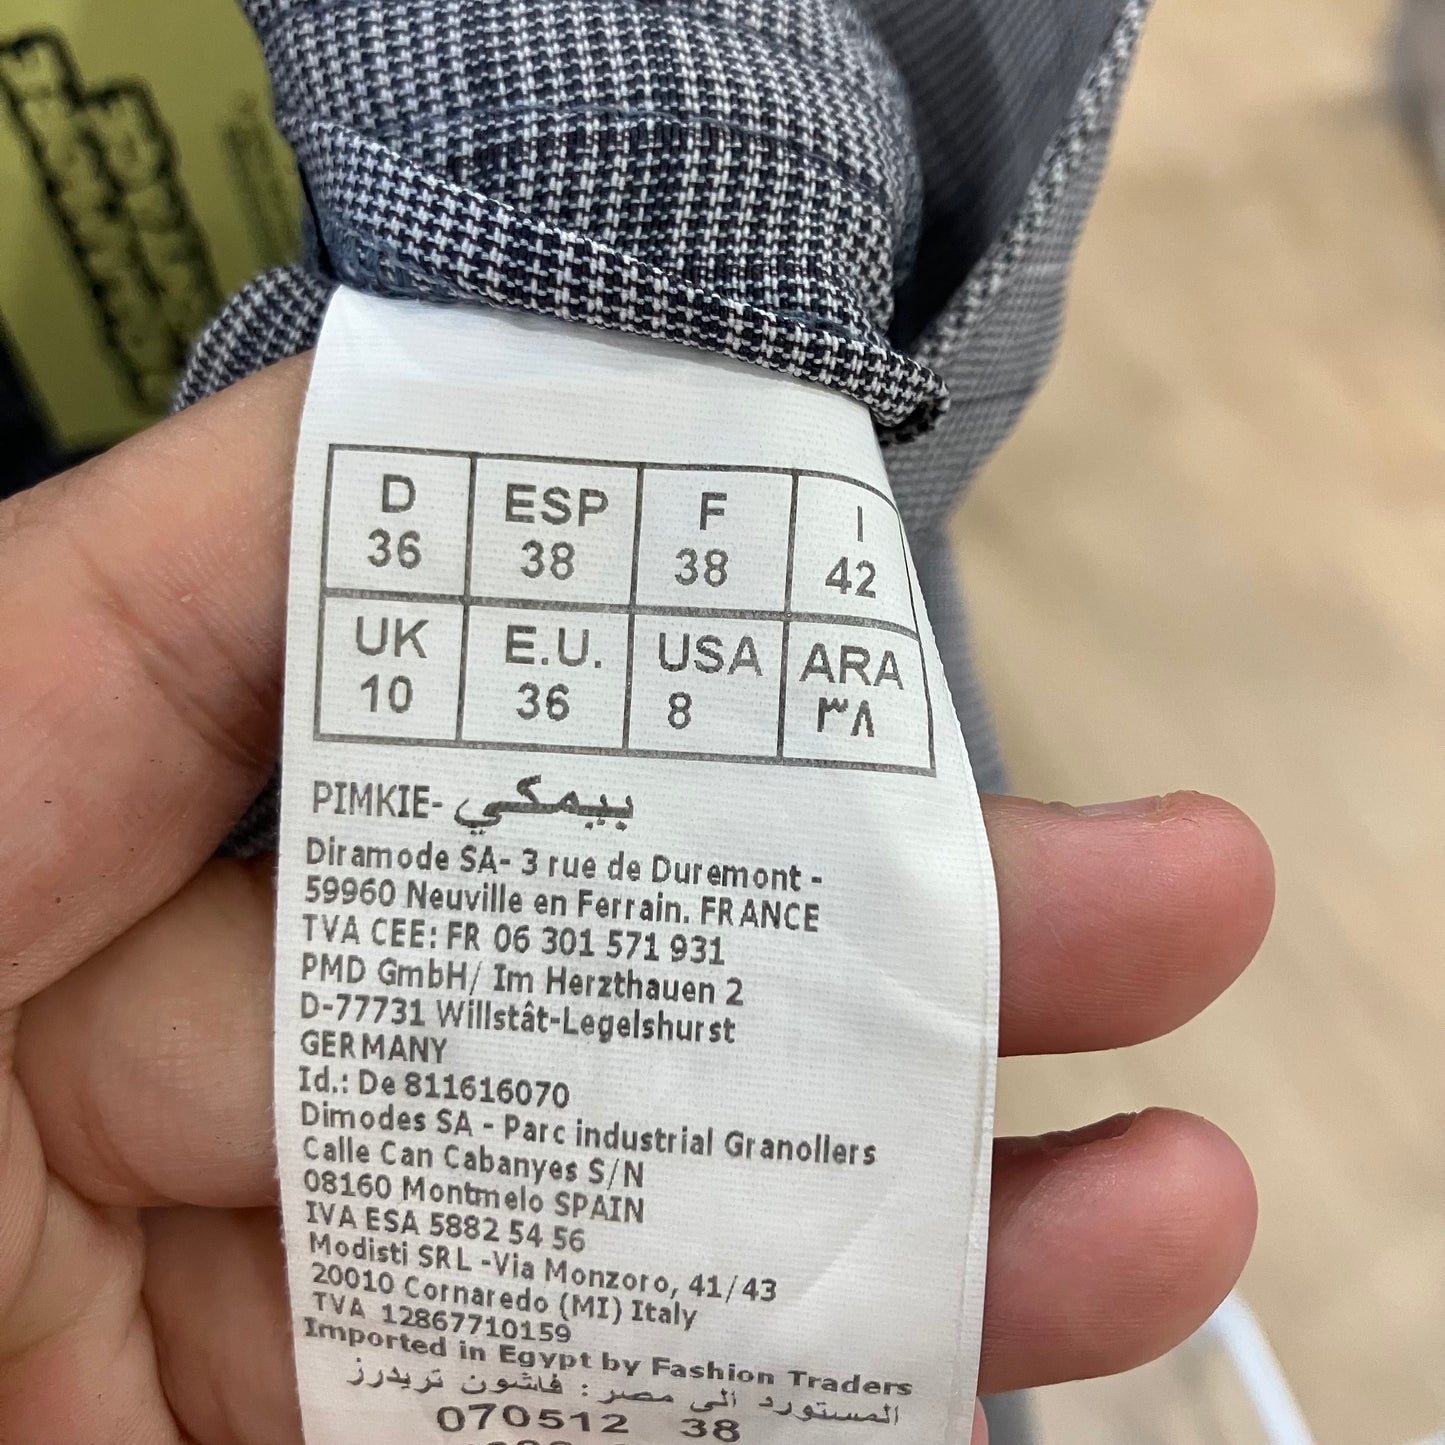 D ESP F I
36 38 38 42
UK E.U. USA ARA
10 36 8 ٣٨
PIMKIE- بيمكي
Diramode SA- 3 rue de Duremont -
59960 Neuville en Ferrain. FRANCE
TVA CEE: FR 06 301 571 931
PMD GmbH/ Im Herzthauen 2
D-77731 Willstât-Legelshurst
GERMANY
Id.: De 811616070
Dimodes SA - Parc industrial Granollers
Calle Can Cabanyes S/N
08160 Montmelo SPAIN
IVA ESA 5882 54 56
Modisti SRL -Via Monzoro, 41/43
20010 Cornaredo (MI) Italy
TVA 12867710159
Imported in Egypt by Fashion Traders
المستورد الى مصر : فاشون تريدرز
070512 38